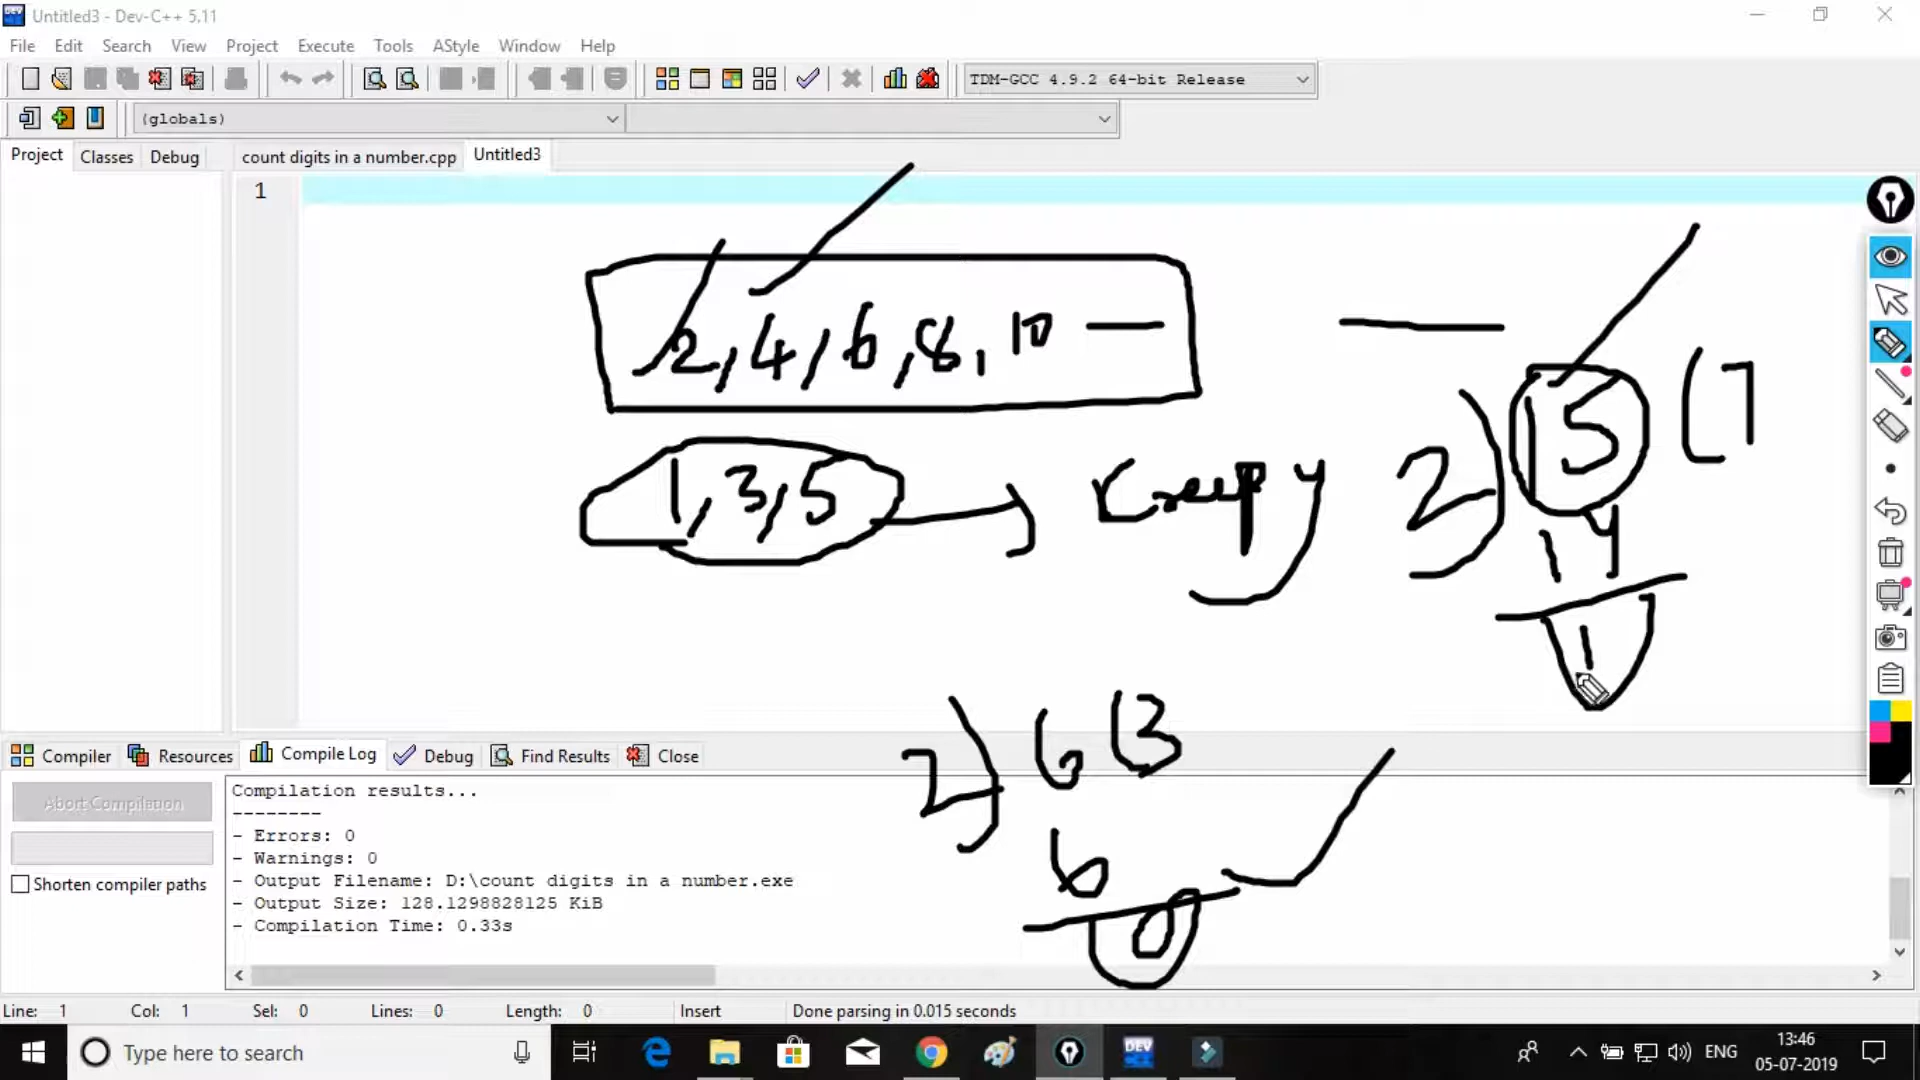 Untitled3 - Dev-C++ 5,11
File Edit Search View Project Execute Tools AStyle Window Help
TDM-GCC 4.9.2 64-bit Release
(globals)
Project Classes Debug count digits in a number.cpp Untitled3
1
2, 4, 6, 8, 10 —
2) 15 (7
1, 3, 5
14
1
2) 6 (3
6
0
Compiler Resources Compile Log Debug Find Results Close
Abort Compilation
Shorten compiler paths
Compilation results...
--------
- Errors: 0
- Warnings: 0
- Output Filename: D:\count digits in a number.exe
- Output Size: 128.1298828125 KiB
- Compilation Time: 0.33s
Line: 1 Col: 1 Sel: 0 Lines: 0 Length: 0 Insert Done parsing in 0.015 seconds
Type here to search
DEV
ENG
13:46
05-07-2019